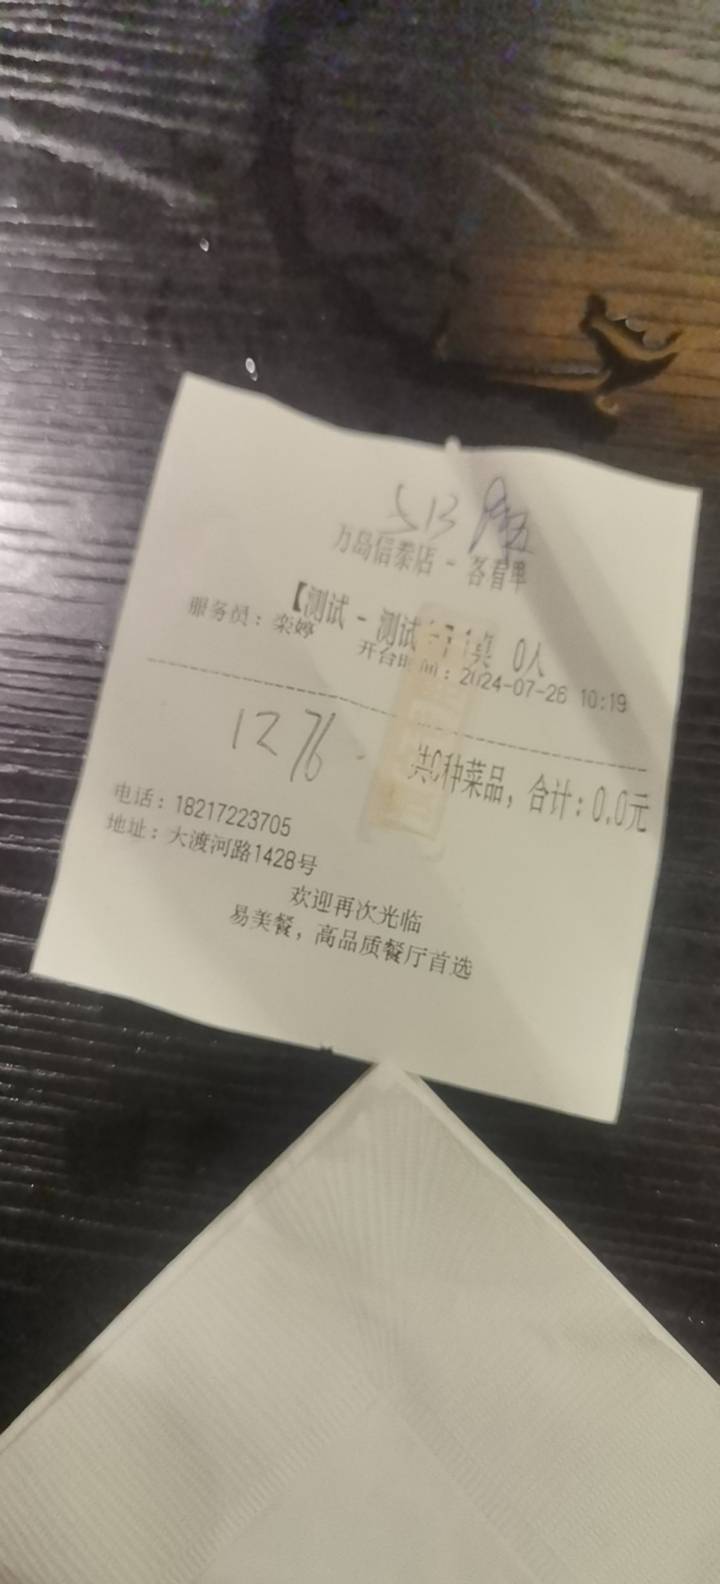 513
万岛信泰店 - 客看单
【测试 - 测试 0人
服务员：栾婷
开台时间：2024-07-26 10:19
1276
共0种菜品，合计：0.0元
电话：18217223705
地址：大渡河路1428号
欢迎再次光临
易美餐，高品质餐厅首选